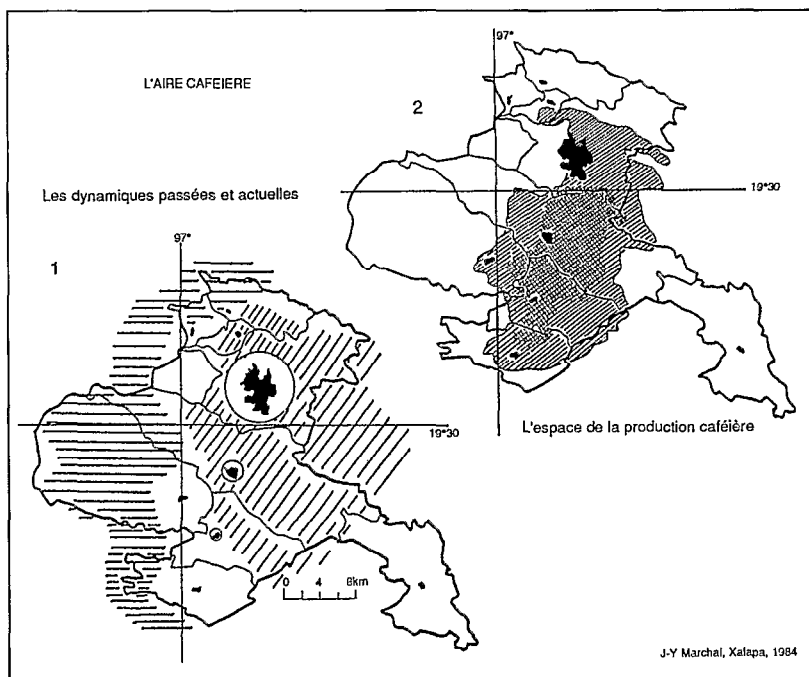 L'AIRE CAFEIERE
97°
2
Les dynamiques passées et actuelles
19°30
97°
1
19°30
L'espace de la production caféière
0 4 8km
J-Y Marchal, Xalapa, 1984